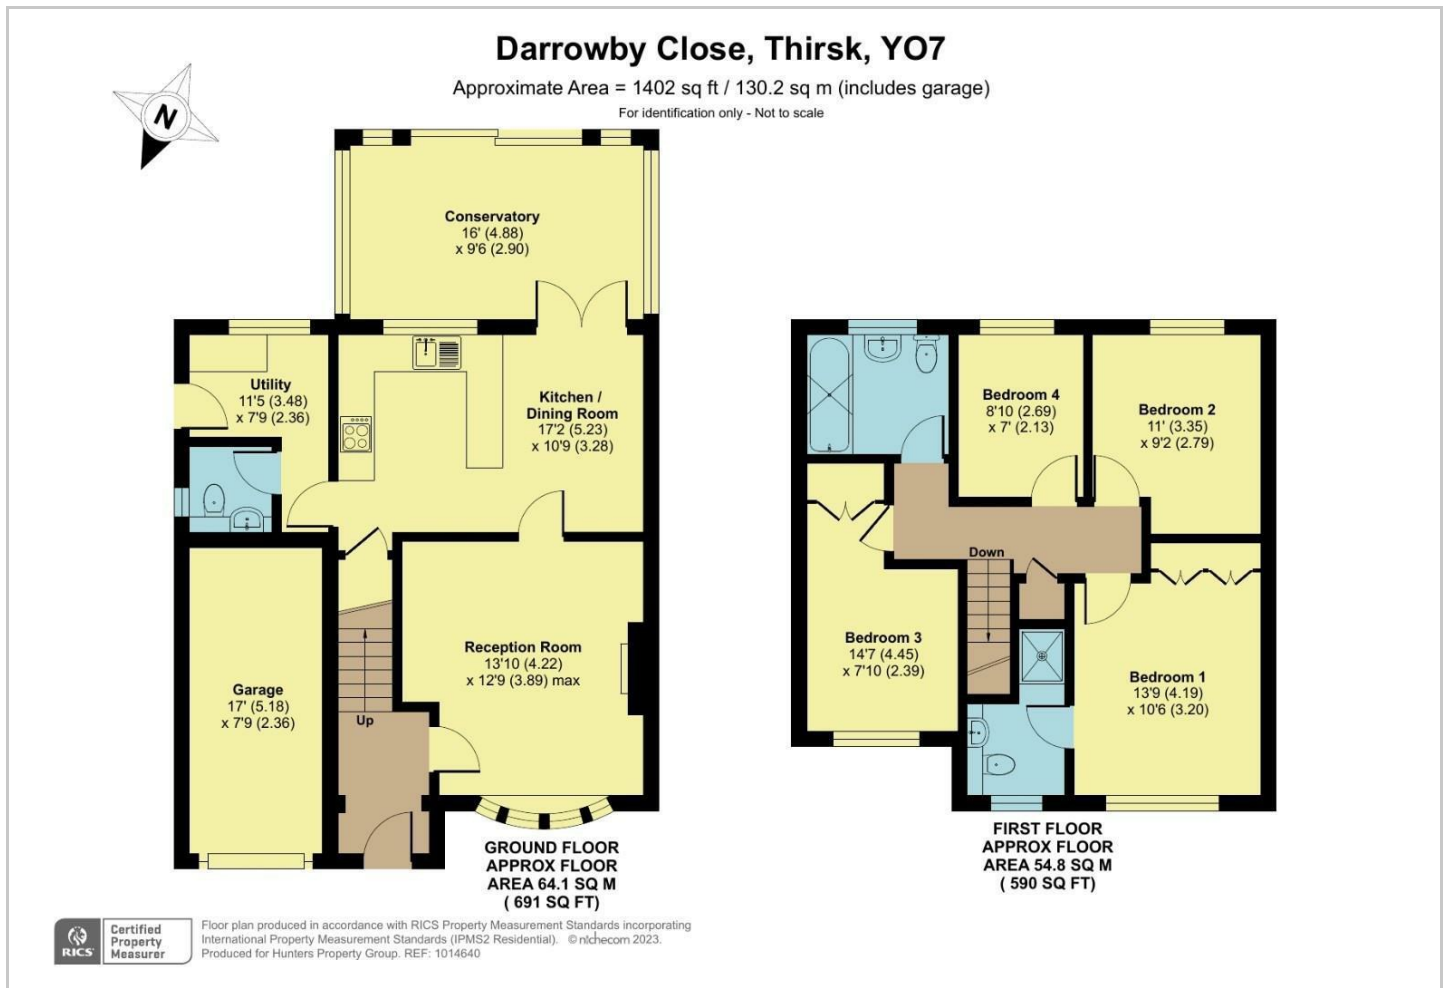 Darrowby Close, Thirsk, YO7
Approximate Area = 1402 sq ft / 130.2 sq m (includes garage)
For identification only - Not to scale
N
Conservatory
16' (4.88)
x 9'6 (2.90)
Utility
11'5 (3.48)
x 7'9 (2.36)
Kitchen /
Dining Room
17'2 (5.23)
x 10'9 (3.28)
Reception Room
13'10 (4.22)
x 12'9 (3.89) max
Garage
17' (5.18)
x 7'9 (2.36)
Up
GROUND FLOOR
APPROX FLOOR
AREA 64.1 SQ M
( 691 SQ FT)
Bedroom 4
8'10 (2.69)
x 7' (2.13)
Bedroom 2
11' (3.35)
x 9'2 (2.79)
Down
Bedroom 3
14'7 (4.45)
x 7'10 (2.39)
Bedroom 1
13'9 (4.19)
x 10'6 (3.20)
FIRST FLOOR
APPROX FLOOR
AREA 54.8 SQ M
( 590 SQ FT)
RICS
Certified
Property
Measurer
Floor plan produced in accordance with RICS Property Measurement Standards incorporating
International Property Measurement Standards (IPMS2 Residential). © nichecom 2023.
Produced for Hunters Property Group. REF: 1014640